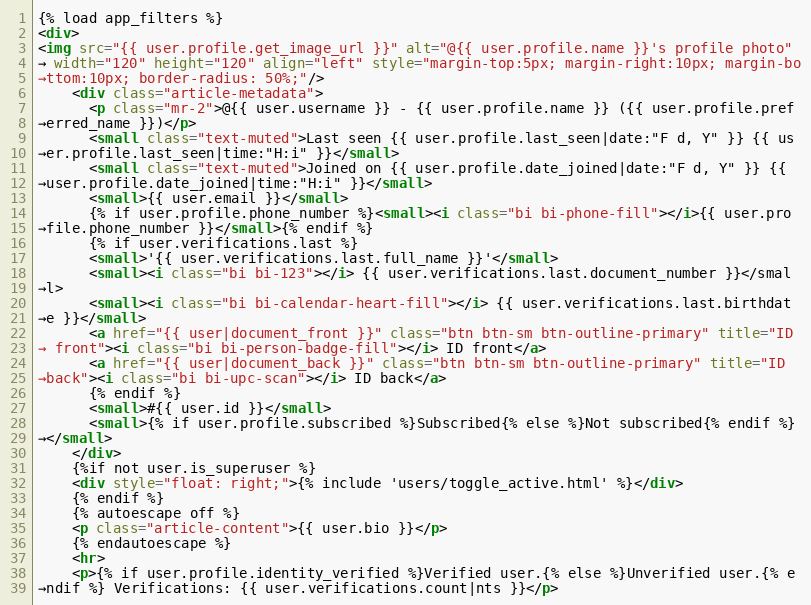 1 {% load app_filters %}
2 <div>
3 <img src="{{ user.profile.get_image_url }}" alt="@{{ user.profile.name }}'s profile photo"
4 → width="120" height="120" align="left" style="margin-top:5px; margin-right:10px; margin-bo
5 →ttom:10px; border-radius: 50%;"/>
6     <div class="article-metadata">
7       <p class="mr-2">@{{ user.username }} - {{ user.profile.name }} ({{ user.profile.pref
8 →erred_name }})</p>
9       <small class="text-muted">Last seen {{ user.profile.last_seen|date:"F d, Y" }} {{ us
10 →er.profile.last_seen|time:"H:i" }}</small>
11       <small class="text-muted">Joined on {{ user.profile.date_joined|date:"F d, Y" }} {{
12 →user.profile.date_joined|time:"H:i" }}</small>
13       <small>{{ user.email }}</small>
14       {% if user.profile.phone_number %}<small><i class="bi bi-phone-fill"></i>{{ user.pro
15 →file.phone_number }}</small>{% endif %}
16       {% if user.verifications.last %}
17       <small>'{{ user.verifications.last.full_name }}'</small>
18       <small><i class="bi bi-123"></i> {{ user.verifications.last.document_number }}</smal
19 →l>
20       <small><i class="bi bi-calendar-heart-fill"></i> {{ user.verifications.last.birthdat
21 →e }}</small>
22       <a href="{{ user|document_front }}" class="btn btn-sm btn-outline-primary" title="ID
23 → front"><i class="bi bi-person-badge-fill"></i> ID front</a>
24       <a href="{{ user|document_back }}" class="btn btn-sm btn-outline-primary" title="ID
25 →back"><i class="bi bi-upc-scan"></i> ID back</a>
26       {% endif %}
27       <small>#{{ user.id }}</small>
28       <small>{% if user.profile.subscribed %}Subscribed{% else %}Not subscribed{% endif %}
29 →</small>
30     </div>
31     {%if not user.is_superuser %}
32     <div style="float: right;">{% include 'users/toggle_active.html' %}</div>
33     {% endif %}
34     {% autoescape off %}
35     <p class="article-content">{{ user.bio }}</p>
36     {% endautoescape %}
37     <hr>
38     <p>{% if user.profile.identity_verified %}Verified user.{% else %}Unverified user.{% e
39 →ndif %} Verifications: {{ user.verifications.count|nts }}</p>